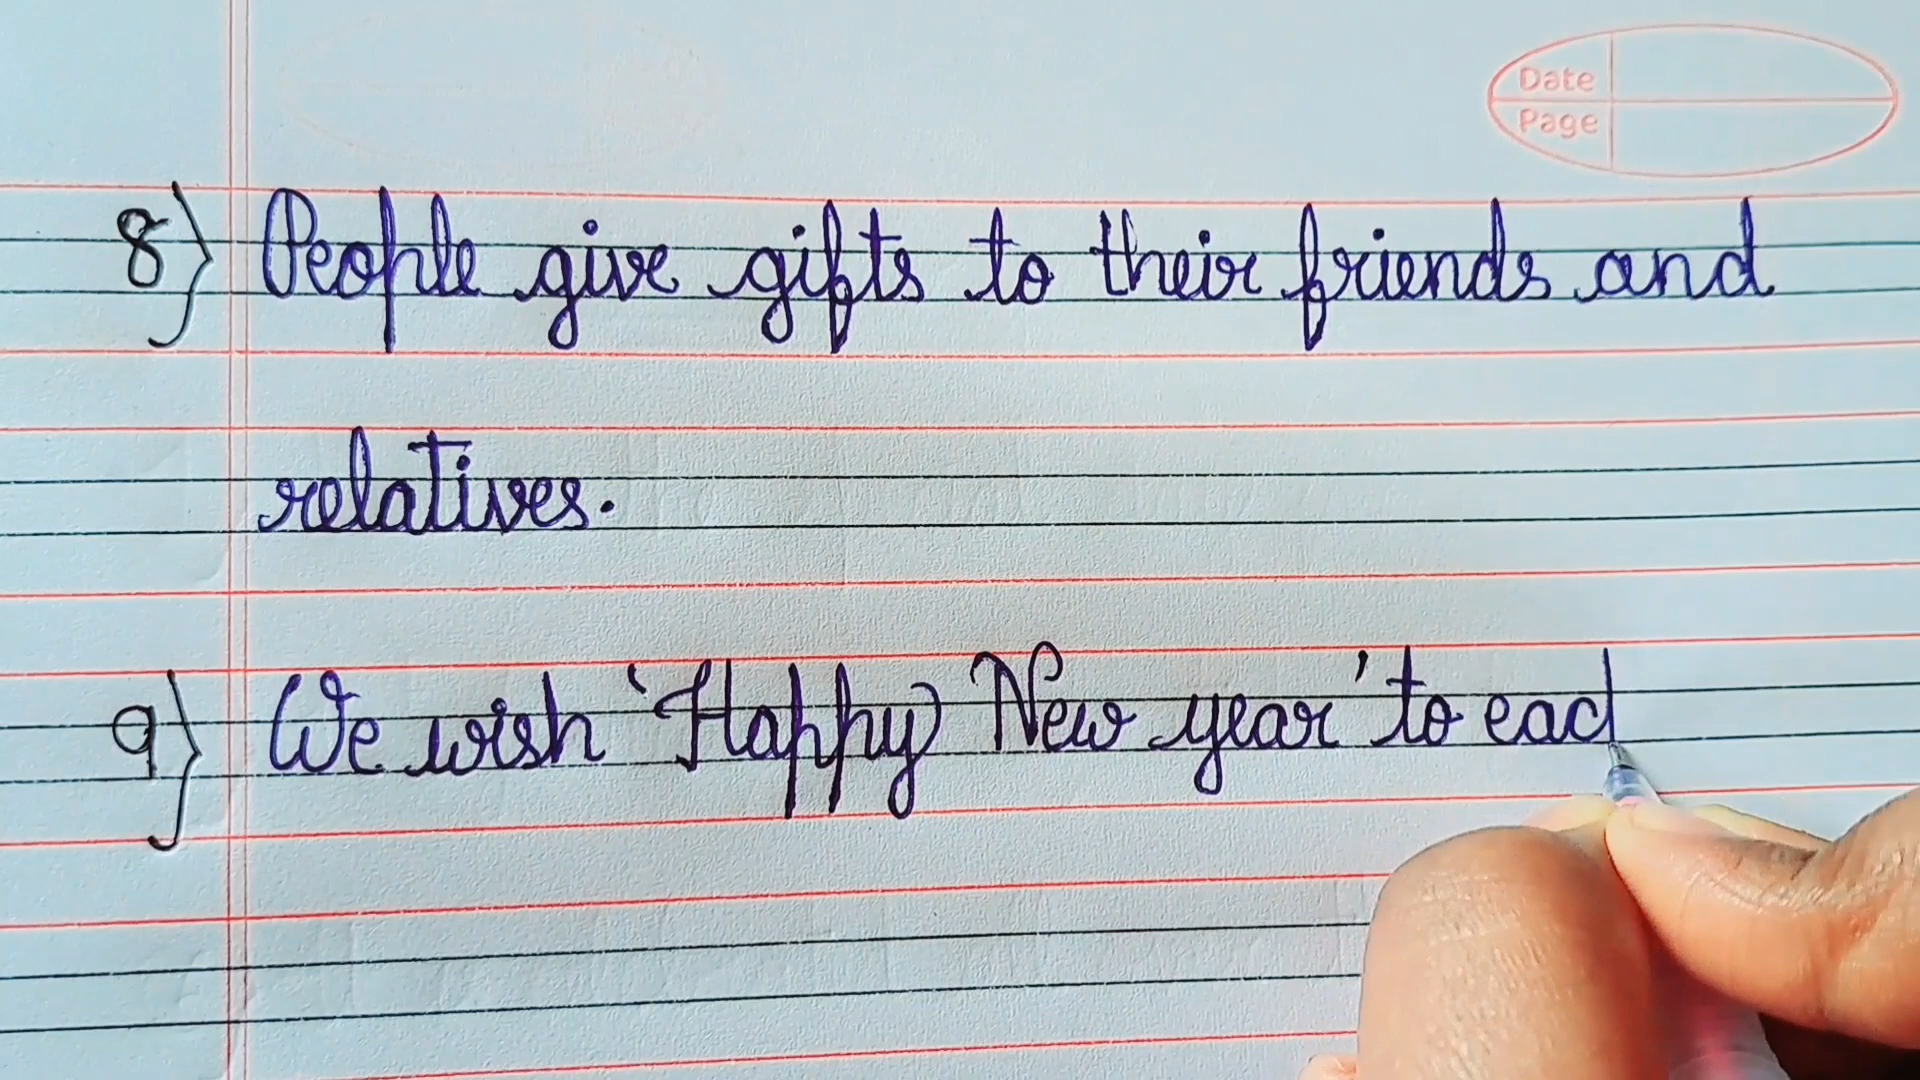 Date
Page
8) People give gifts to their friends and
relatives.
9) We wish 'Happy New year' to eac